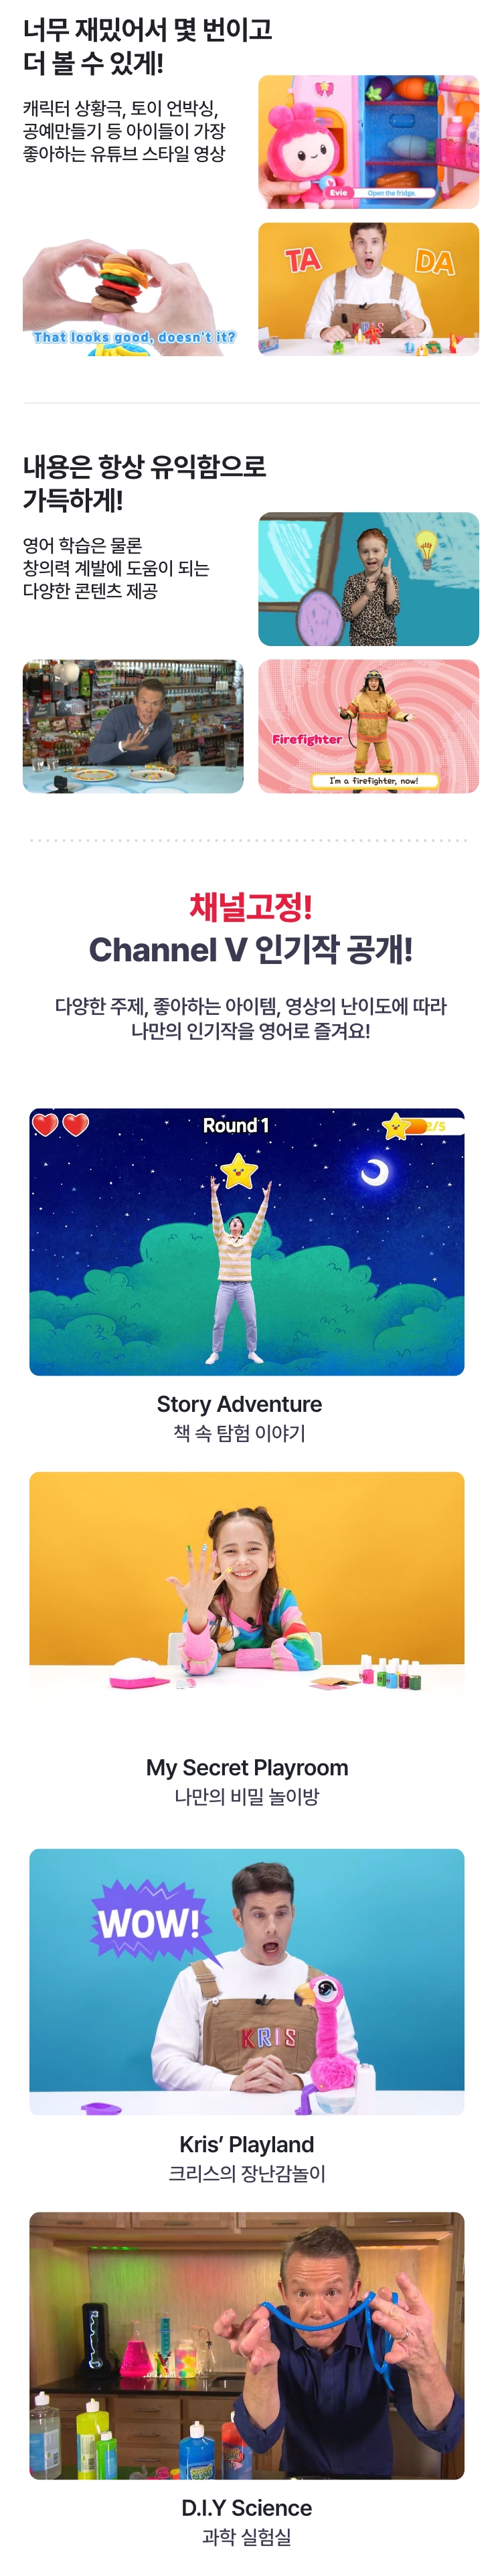 너무 재밌어서 몇 번이고
더 볼 수 있게!
캐릭터 상황극, 토이 언박싱,
공예만들기 등 아이들이 가장
좋아하는 유튜브 스타일 영상
Evie
Open the fridge.
That looks good, doesn't it?
TA DA
KRIS
내용은 항상 유익함으로
가득하게!
영어 학습은 물론
창의력 계발에 도움이 되는
다양한 콘텐츠 제공
Firefighter
I'm a firefighter, now!
채널고정!
Channel V 인기작 공개!
다양한 주제, 좋아하는 아이템, 영상의 난이도에 따라
나만의 인기작을 영어로 즐겨요!
Round 1
2/5
Story Adventure
책 속 탐험 이야기
My Secret Playroom
나만의 비밀 놀이방
WOW!
KRIS
Kris’ Playland
크리스의 장난감놀이
D.I.Y Science
과학 실험실